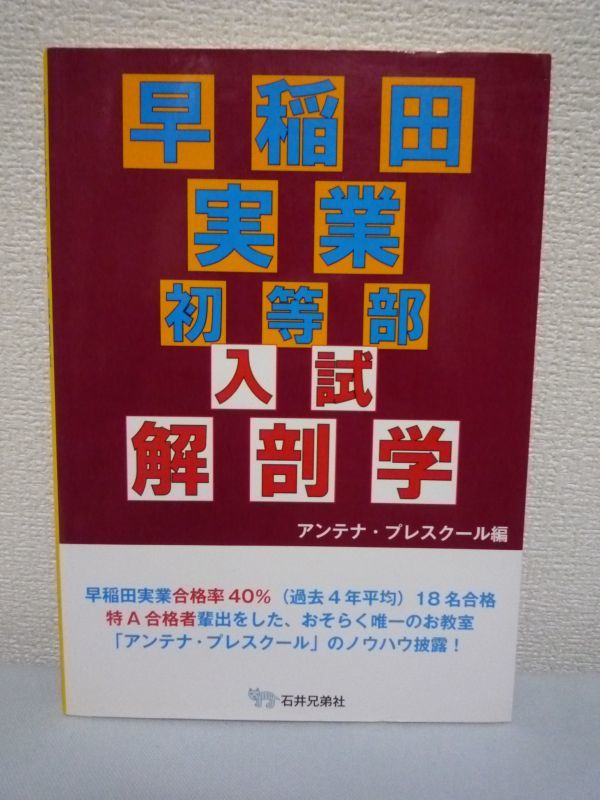 早稲田
実業
初等部
入試
解剖学
アンテナ・プレスクール編
早稲田実業合格率40%（過去4年平均）18名合格
特A合格者輩出をした、おそらく唯一のお教室
「アンテナ・プレスクール」のノウハウ披露！
石井兄弟社